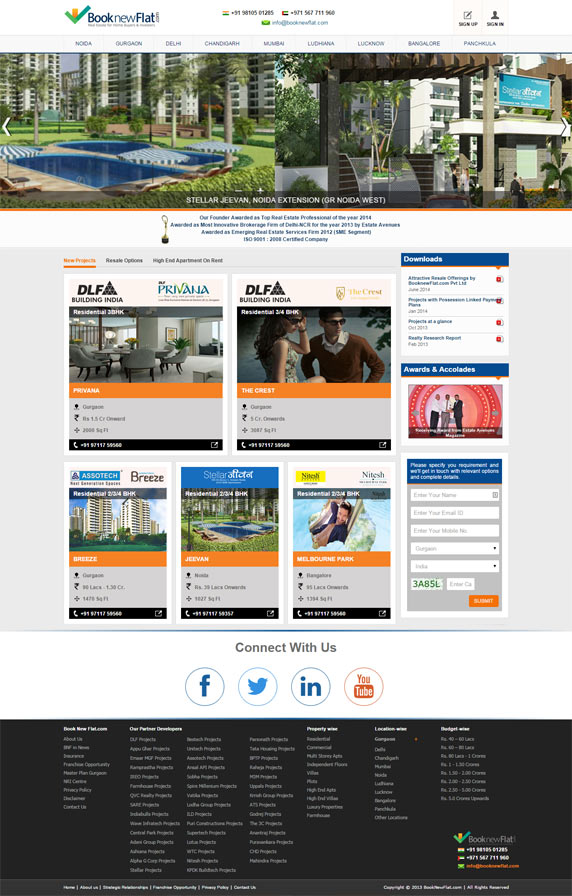 Book new Flat.com
Real Estate for Home Buyers & Investors
+91 98105 01285
+971 567 711 960
info@booknewflat.com
SIGN UP
SIGN IN
NOIDA
GURGAON
DELHI
CHANDIGARH
MUMBAI
LUDHIANA
LUCKNOW
BANGALORE
PANCHKULA
STELLAR JEEVAN, NOIDA EXTENSION (GR NOIDA WEST)
Our Founder Awarded as Top Real Estate Professional of the year 2014
Awarded as Most Innovative Brokerage Firm of Delhi-NCR for the year 2013 by Estate Avenues
Awarded as Emerging Real Estate Services Firm 2012 (SME Segment)
ISO 9001 : 2008 Certified Company
New Projects
Resale Options
High End Apartment On Rent
DLF
BUILDING INDIA
DLF PRIVANA
Residential 3BHK
PRIVANA
Gurgaon
Rs 1.5 Cr Onward
2000 Sq Ft
+91 97117 59560
DLF
BUILDING INDIA
The Crest
THE CREST
Gurgaon
5 Cr. Onwards
3087 Sq Ft
+91 97117 59560
ASSOTECH
Next Generation Spaces
Breeze
Residential 2/3/4 BHK
BREEZE
Gurgaon
90 Lacs - 1.30 Cr.
1478 Sq Ft
+91 97117 59560
Stellar जीवन
Residential 2/3/4 BHK
JEEVAN
Noida
Rs. 39 Lacs Onwards
1027 Sq Ft
+91 97117 59357
Nitesh
Nitesh
MELBOURNE PARK
Residential 2/3/4 BHK
MELBOURNE PARK
Bangalore
95 Lacs Onwards
1394 Sq Ft
+91 97117 59560
Downloads
Attractive Resale Offerings by
BooknewFlat.com Pvt Ltd
June 2014
Projects with Possession Linked Payment
Plans
Jan 2014
Projects at a glance
Oct 2013
Realty Research Report
Feb 2013
Awards & Accolades
Receiving Award from Estate Avenues
Magazine
Please specify you requirement and
we'll get in touch with relevant options
and complete details.
Enter Your Name
Enter Your Email ID
Enter Your Mobile No.
Gurgaon
India
3A85L
Enter Ca
SUBMIT
Connect With Us
You Tube
Book New Flat.com
About Us
BNF in News
Insurance
Franchise Opportunity
Master Plan Gurgaon
NRI Centre
Privacy Policy
Disclaimer
Contact Us
Our Partner Developers
DLF Projects
Appu Ghar Projects
Emaar MGF Projects
Ramprastha Projects
IREO Projects
Farmhouse Projects
QVC Realty Projects
SARE Projects
Indiabulls Projects
Wave Infratech Projects
Central Park Projects
Adani Group Projects
Ashiana Projects
Alpha G Corp Projects
Stellar Projects
Bestech Projects
Unitech Projects
Assotech Projects
Ansal API Projects
Sobha Projects
Spire Millenium Projects
Vatika Projects
Lodha Group Projects
ILD Projects
Puri Constructions Projects
Supertech Projects
Lotus Projects
WTC Projects
Nitesh Projects
KPDK Buildtech Projects
Parsvnath Projects
Tata Housing Projects
BPTP Projects
Raheja Projects
M3M Projects
Uppals Projects
Krrish Group Projects
ATS Projects
Godrej Projects
The 3C Projects
Anantraj Projects
Puravankara Projects
CHD Projects
Mahindra Projects
Property wise
Residential
Commercial
Multi Storey Apts
Independent Floors
Villas
Plots
High End Apts
High End Villas
Luxury Properties
Farmhouse
Location-wise
Gurgaon
Delhi
Chandigarh
Mumbai
Noida
Ludhiana
Lucknow
Bangalore
Panchkula
Other Locations
Budget-wise
Rs. 40 – 60 Lacs
Rs. 60 – 80 Lacs
Rs. 80 Lacs - 1 Crores
Rs. 1 - 1.50 Crores
Rs. 1.50 - 2.00 Crores
Rs. 2.00 - 2.50 Crores
Rs. 2.50 - 5.00 Crores
Rs. 5.0 Crore Upwards
Book new Flat
+91 98105 01285
+971 567 711 960
info@booknewflat.com
Home | About us | Strategic Relationships | Franchise Opportunity | Privacy Policy | Contact Us
Copyright © 2013 BookNewFlat.com | All Rights Reserved